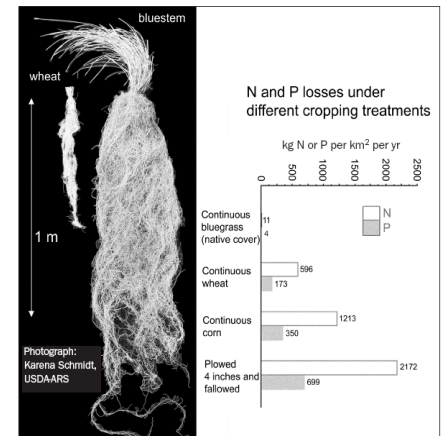 bluestem
wheat
1 m
Photograph:
Karena Schmidt,
USDA-ARS
N and P losses under
different cropping treatments
kg N or P per km² per yr
0
500
1000
1500
2000
2500
N
P
Continuous
bluegrass
(native cover)
11
4
Continuous
wheat
596
173
Continuous
corn
1213
350
Plowed
4 inches and
fallowed
2172
699